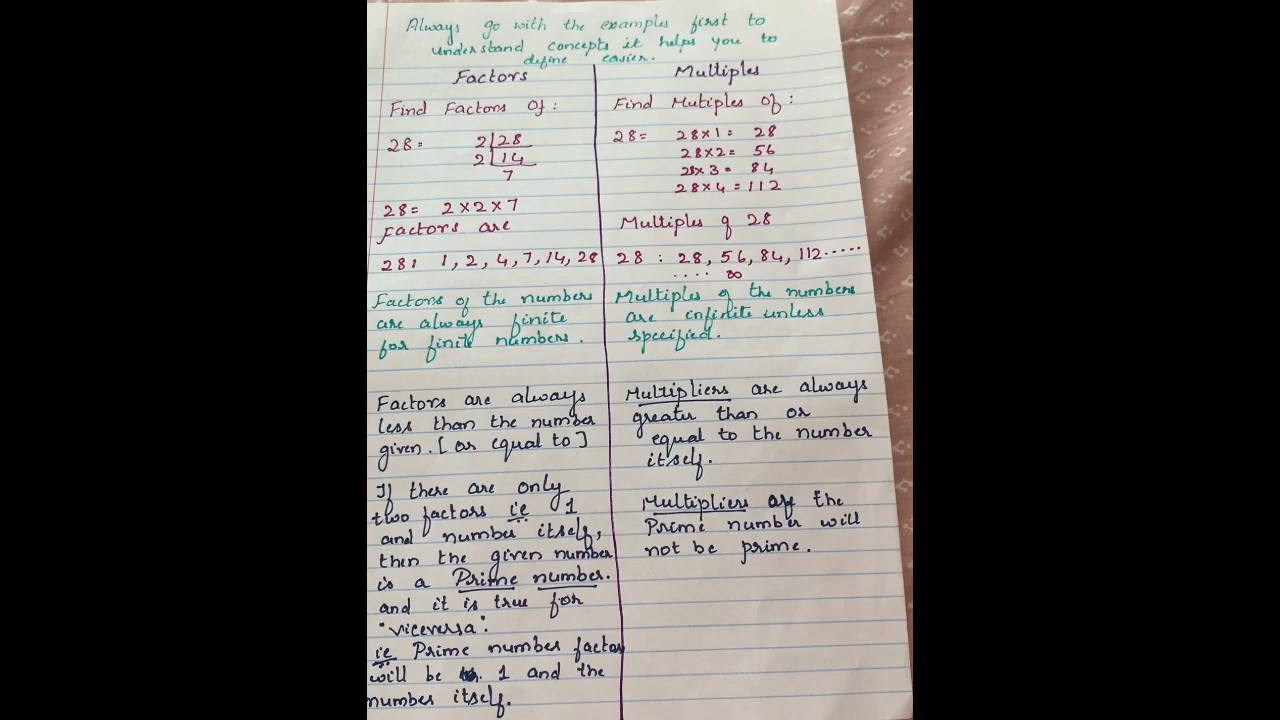 Always go with the examples first to
understand concepts it helps you to
define easier.
Factors
Find Factors Of :
28 = 2 28
2 14
7
28 = 2 × 2 × 7
Factors are
28 : 1, 2, 4, 7, 14, 28
Factors of the numbers
are always finite
for finite numbers.
Factors are always
less than the number
given. [or equal to]
If there are only
two factors ie 1
and number itself,
then the given number
is a Prime number.
and it is true for
"viceversa".
ie Prime number factor
will be 1 and the
number itself.
Multiples
Find Mutiples of :
28 = 28 × 1 = 28
28 × 2 = 56
28 × 3 = 84
28 × 4 = 112
Multiples of 28
28 : 28, 56, 84, 112 .....
.... ∞
Multiples of the numbers
are infinite unless
specified.
Multipliers are always
greater than or
equal to the number
itself.
Multipliers of the
Prime number will
not be prime.